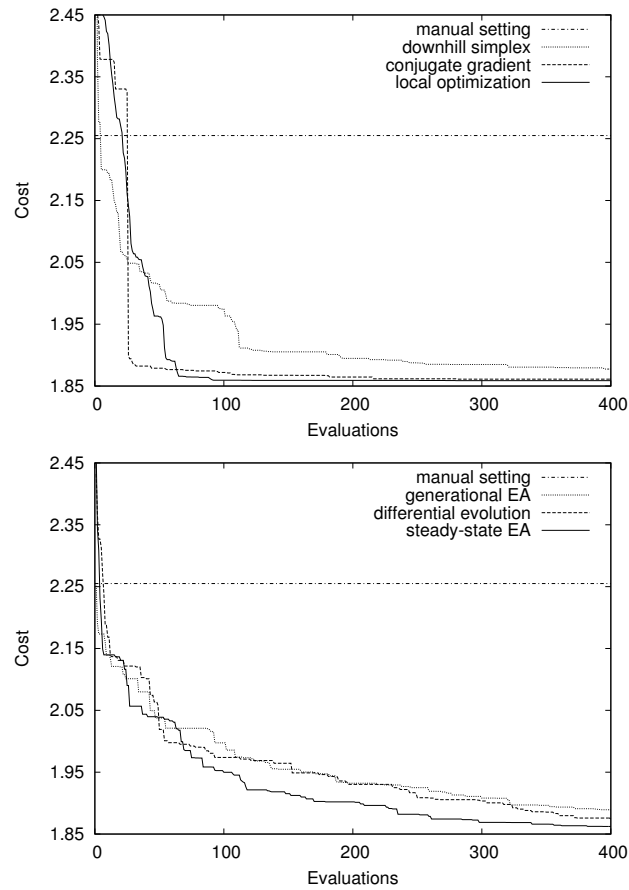 2.45
2.35
2.25
2.15
2.05
1.95
1.85
Cost
0
100
200
300
400
Evaluations
manual setting
downhill simplex
conjugate gradient
local optimization
2.45
2.35
2.25
2.15
2.05
1.95
1.85
Cost
0
100
200
300
400
Evaluations
manual setting
generational EA
differential evolution
steady-state EA